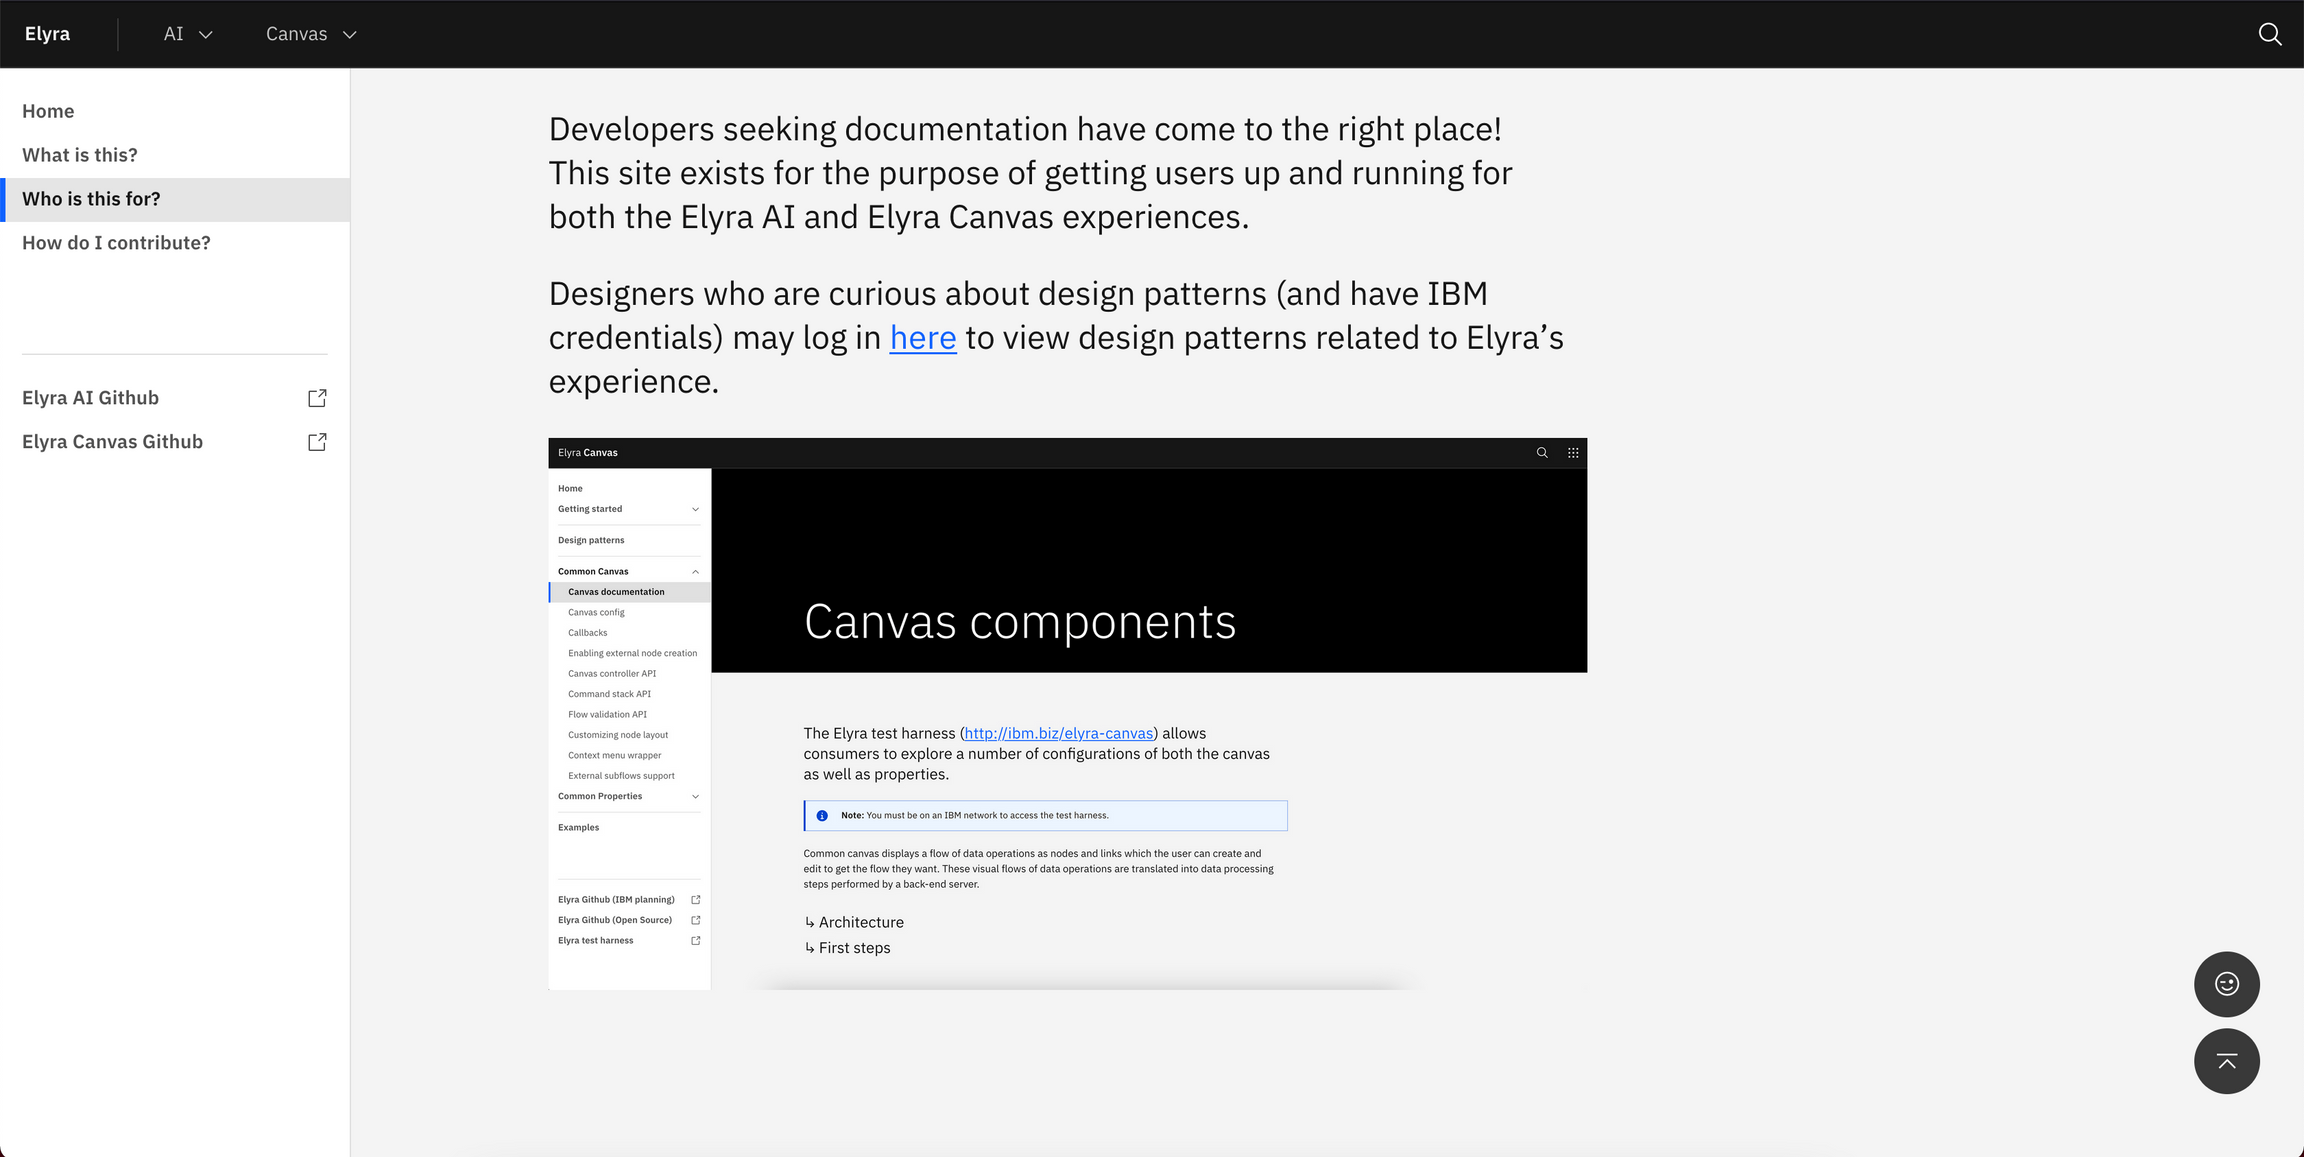 Elyra
AI
Canvas
Home
What is this?
Who is this for?
How do I contribute?
Elyra AI Github
Elyra Canvas Github
Developers seeking documentation have come to the right place!
This site exists for the purpose of getting users up and running for
both the Elyra AI and Elyra Canvas experiences.
Designers who are curious about design patterns (and have IBM
credentials) may log in here to view design patterns related to Elyra’s
experience.
Elyra Canvas
Home
Getting started
Design patterns
Common Canvas
Canvas documentation
Canvas config
Callbacks
Enabling external node creation
Canvas controller API
Command stack API
Flow validation API
Customizing node layout
Context menu wrapper
External subflows support
Common Properties
Examples
Elyra Github (IBM planning)
Elyra Github (Open Source)
Elyra test harness
Canvas components
The Elyra test harness (http://ibm.biz/elyra-canvas) allows
consumers to explore a number of configurations of both the canvas
as well as properties.
Note: You must be on an IBM network to access the test harness.
Common canvas displays a flow of data operations as nodes and links which the user can create and
edit to get the flow they want. These visual flows of data operations are translated into data processing
steps performed by a back-end server.
↳ Architecture
↳ First steps